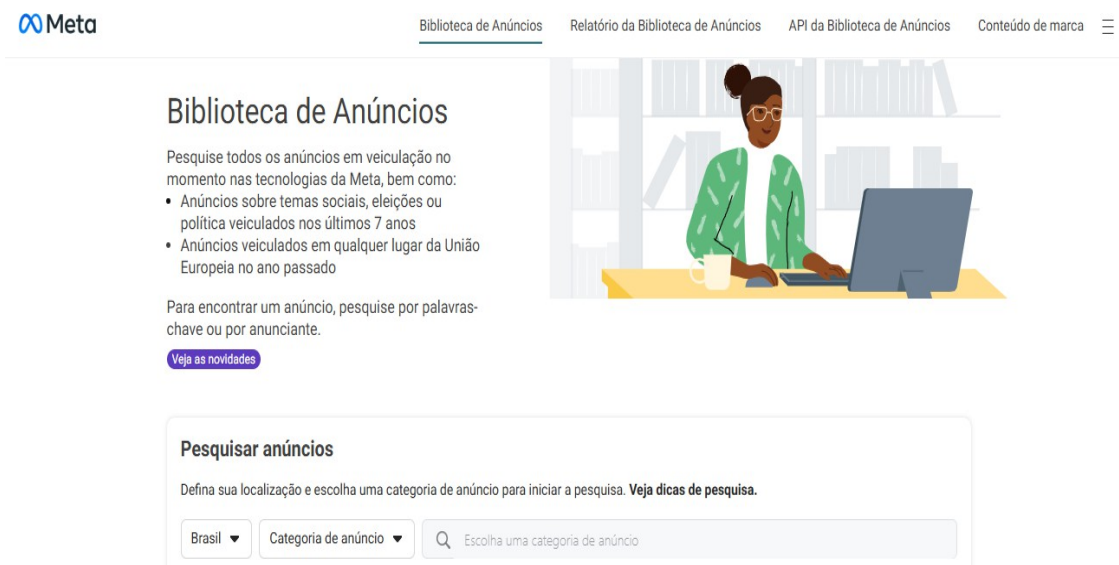 Meta
Biblioteca de Anúncios
Relatório da Biblioteca de Anúncios
API da Biblioteca de Anúncios
Conteúdo de marca
Biblioteca de Anúncios
Pesquise todos os anúncios em veiculação no
momento nas tecnologias da Meta, bem como:
• Anúncios sobre temas sociais, eleições ou
política veiculados nos últimos 7 anos
• Anúncios veiculados em qualquer lugar da União
Europeia no ano passado
Para encontrar um anúncio, pesquise por palavras-
chave ou por anunciante.
Veja as novidades
Pesquisar anúncios
Defina sua localização e escolha uma categoria de anúncio para iniciar a pesquisa. Veja dicas de pesquisa.
Brasil
Categoria de anúncio
Escolha uma categoria de anúncio